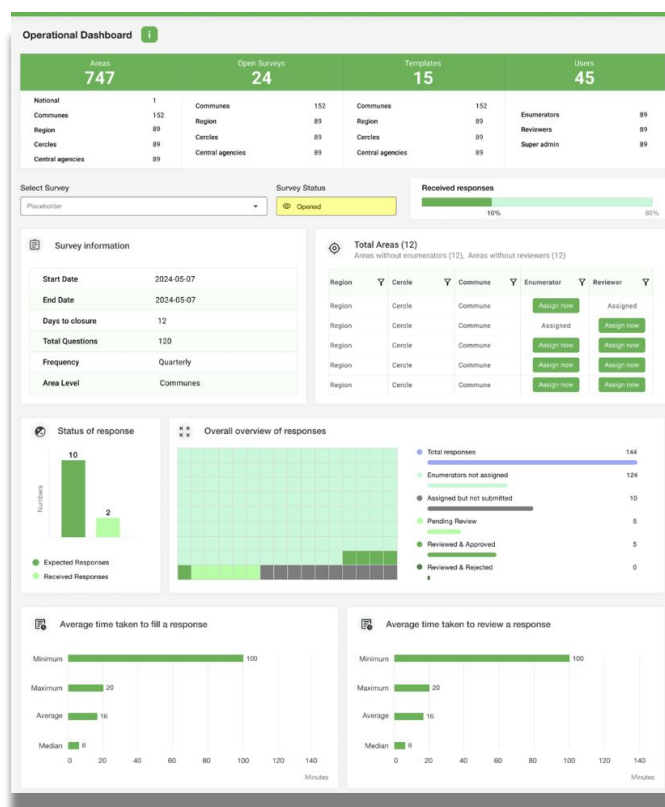 Operational Dashboard i
Areas
747
Open Surveys
24
Templates
15
Users
45
National 1
Communes 152
Region 89
Cercles 89
Central agencies 89
Communes 152
Region 89
Cercles 89
Central agencies 89
Communes 152
Region 89
Cercles 89
Central agencies 89
Enumerators 89
Reviewers 89
Super admin 89
Select Survey
Placeholder
Survey Status
Opened
Received responses
10% 80%
Survey information
Start Date 2024-05-07
End Date 2024-05-07
Days to closure 12
Total Questions 120
Frequency Quarterly
Area Level Communes
Total Areas (12)
Areas without enumerators (12), Areas without reviewers (12)
Region Cercle Commune Enumerator Reviewer
Region Cercle Commune Assign now Assigned
Region Cercle Commune Assigned Assign now
Region Cercle Commune Assign now Assign now
Region Cercle Commune Assign now Assign now
Region Cercle Commune Assign now Assign now
Status of response
Numbers
10
2
Expected Responses
Received Responses
Overall overview of responses
Total responses 144
Enumerators not assigned 124
Assigned but not submitted 10
Pending Review 5
Reviewed & Approved 5
Reviewed & Rejected 0
Average time taken to fill a response
Minimum 100
Maximum 20
Average 16
Median 8
0 20 40 60 80 100 120 140
Minutes
Average time taken to review a response
Minimum 100
Maximum 20
Average 16
Median 8
0 20 40 60 80 100 120 140
Minutes